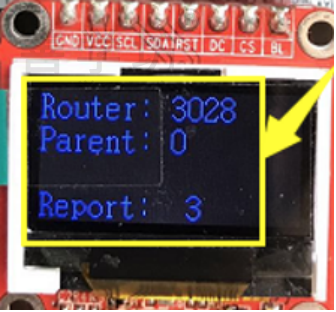 GND VCC SCL SDA RST DC CS BL
Router: 3028
Parent: 0
Report: 3